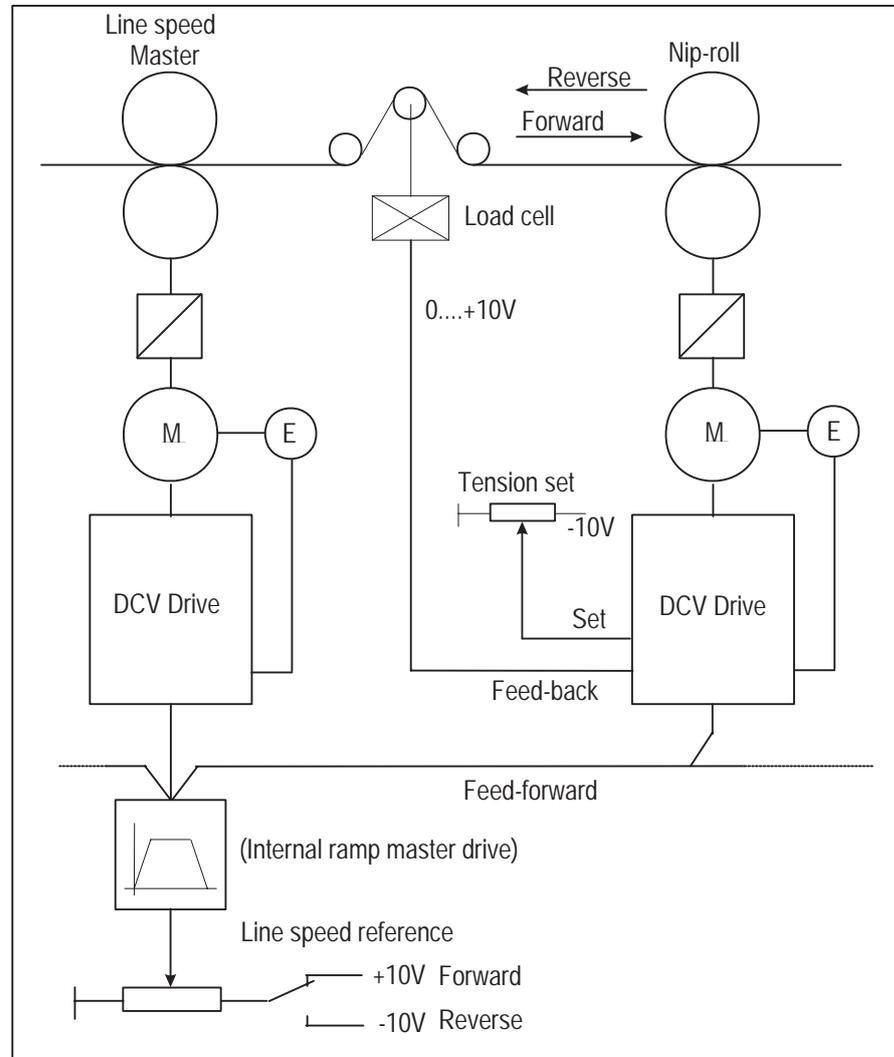 Line speed
Master
Nip-roll
Reverse
Forward
Load cell
0....+10V
M
E
M
E
Tension set
-10V
DCV Drive
Set
DCV Drive
Feed-back
Feed-forward
(Internal ramp master drive)
Line speed reference
+10V Forward
-10V Reverse